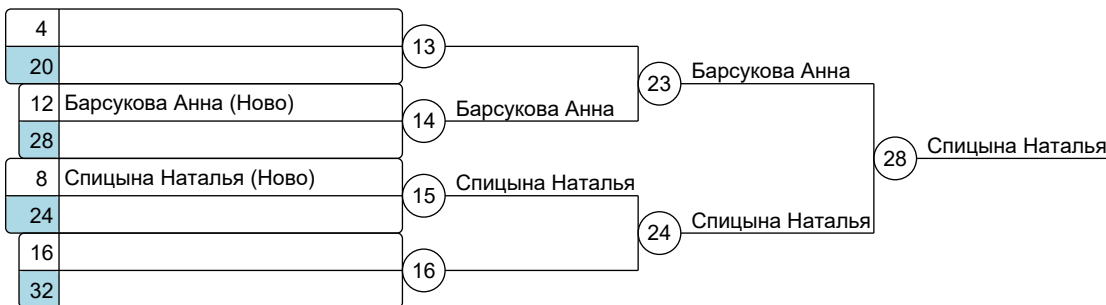 4
13
20
Барсукова Анна
23
12 Барсукова Анна (Ново)
14
Барсукова Анна
28
28
Спицына Наталья
8 Спицына Наталья (Ново)
15
Спицына Наталья
24
24
Спицына Наталья
16
16
32